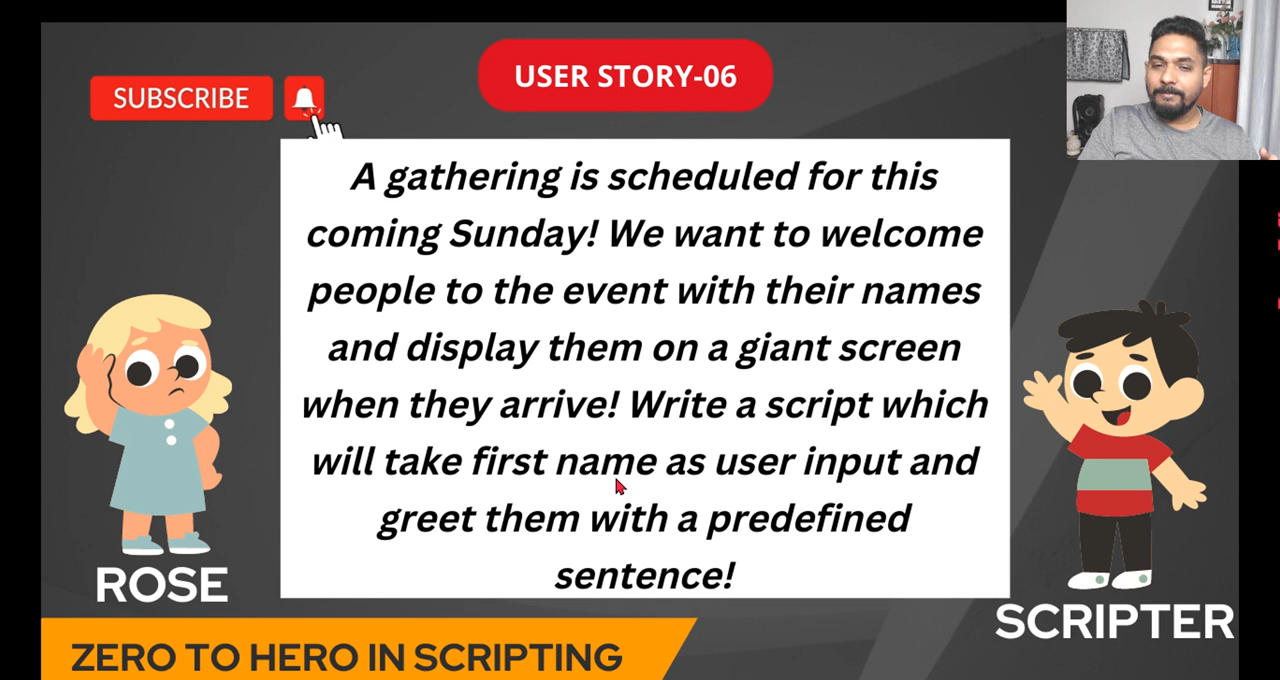 USER STORY-06
SUBSCRIBE
A gathering is scheduled for this
coming Sunday! We want to welcome
people to the event with their names
and display them on a giant screen
when they arrive! Write a script which
will take first name as user input and
greet them with a predefined
sentence!
ROSE
SCRIPTER
ZERO TO HERO IN SCRIPTING